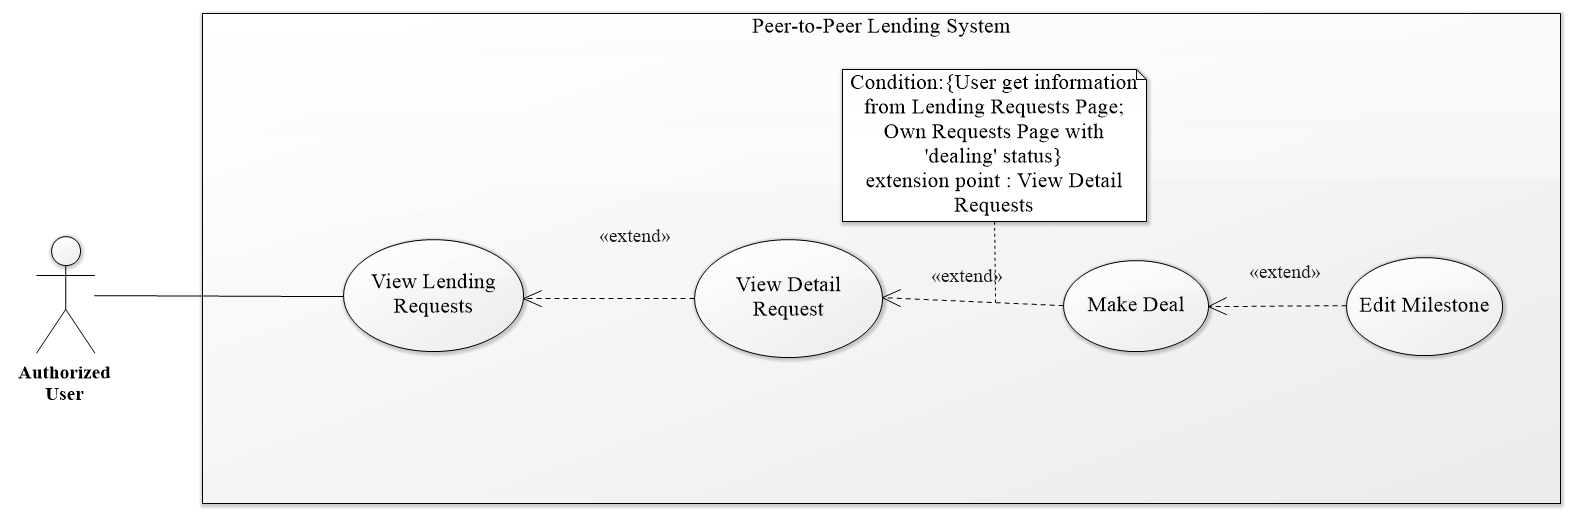 Peer-to-Peer Lending System
Condition:{User get information
from Lending Requests Page;
Own Requests Page with
'dealing' status}
extension point : View Detail
Requests
«extend»
«extend»
«extend»
View Lending
Requests
View Detail
Request
Make Deal
Edit Milestone
Authorized
User